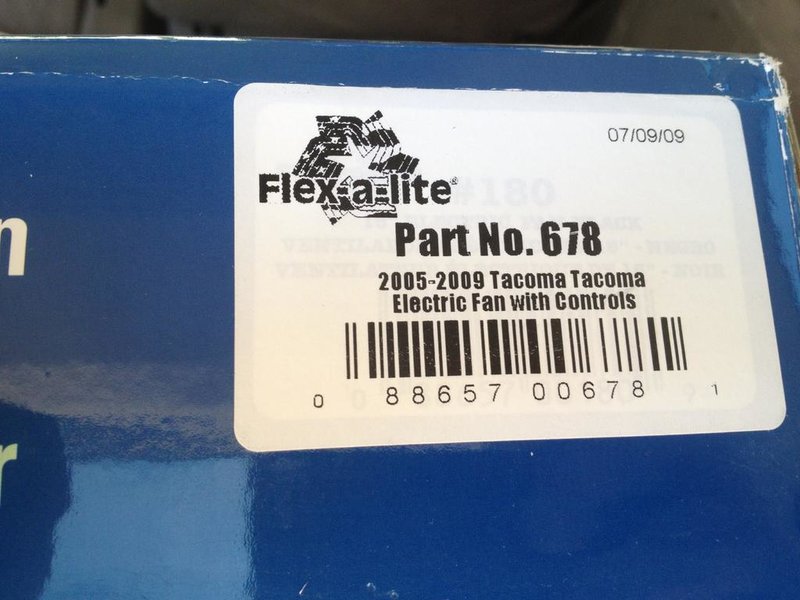 07/09/09
Flex-a-lite®
#180
Part No. 678
2005-2009 Tacoma Tacoma
Electric Fan with Controls
0 88657 00678 1
n
r